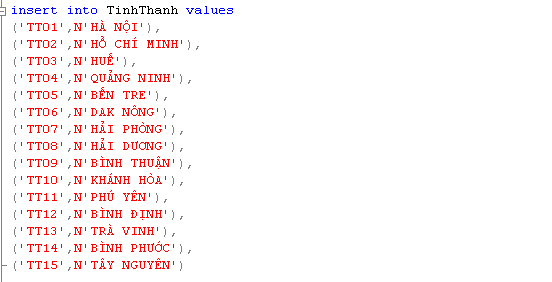 insert into TinhThanh values
('TT01',N'HÀ NỘI'),
('TT02',N'HỒ CHÍ MINH'),
('TT03',N'HUẾ'),
('TT04',N'QUẢNG NINH'),
('TT05',N'BẾN TRE'),
('TT06',N'DAK NÔNG'),
('TT07',N'HẢI PHÒNG'),
('TT08',N'HẢI DƯƠNG'),
('TT09',N'BÌNH THUẬN'),
('TT10',N'KHÁNH HÒA'),
('TT11',N'PHÚ YÊN'),
('TT12',N'BÌNH ĐỊNH'),
('TT13',N'TRÀ VINH'),
('TT14',N'BÌNH PHƯỚC'),
('TT15',N'TÂY NGUYÊN')